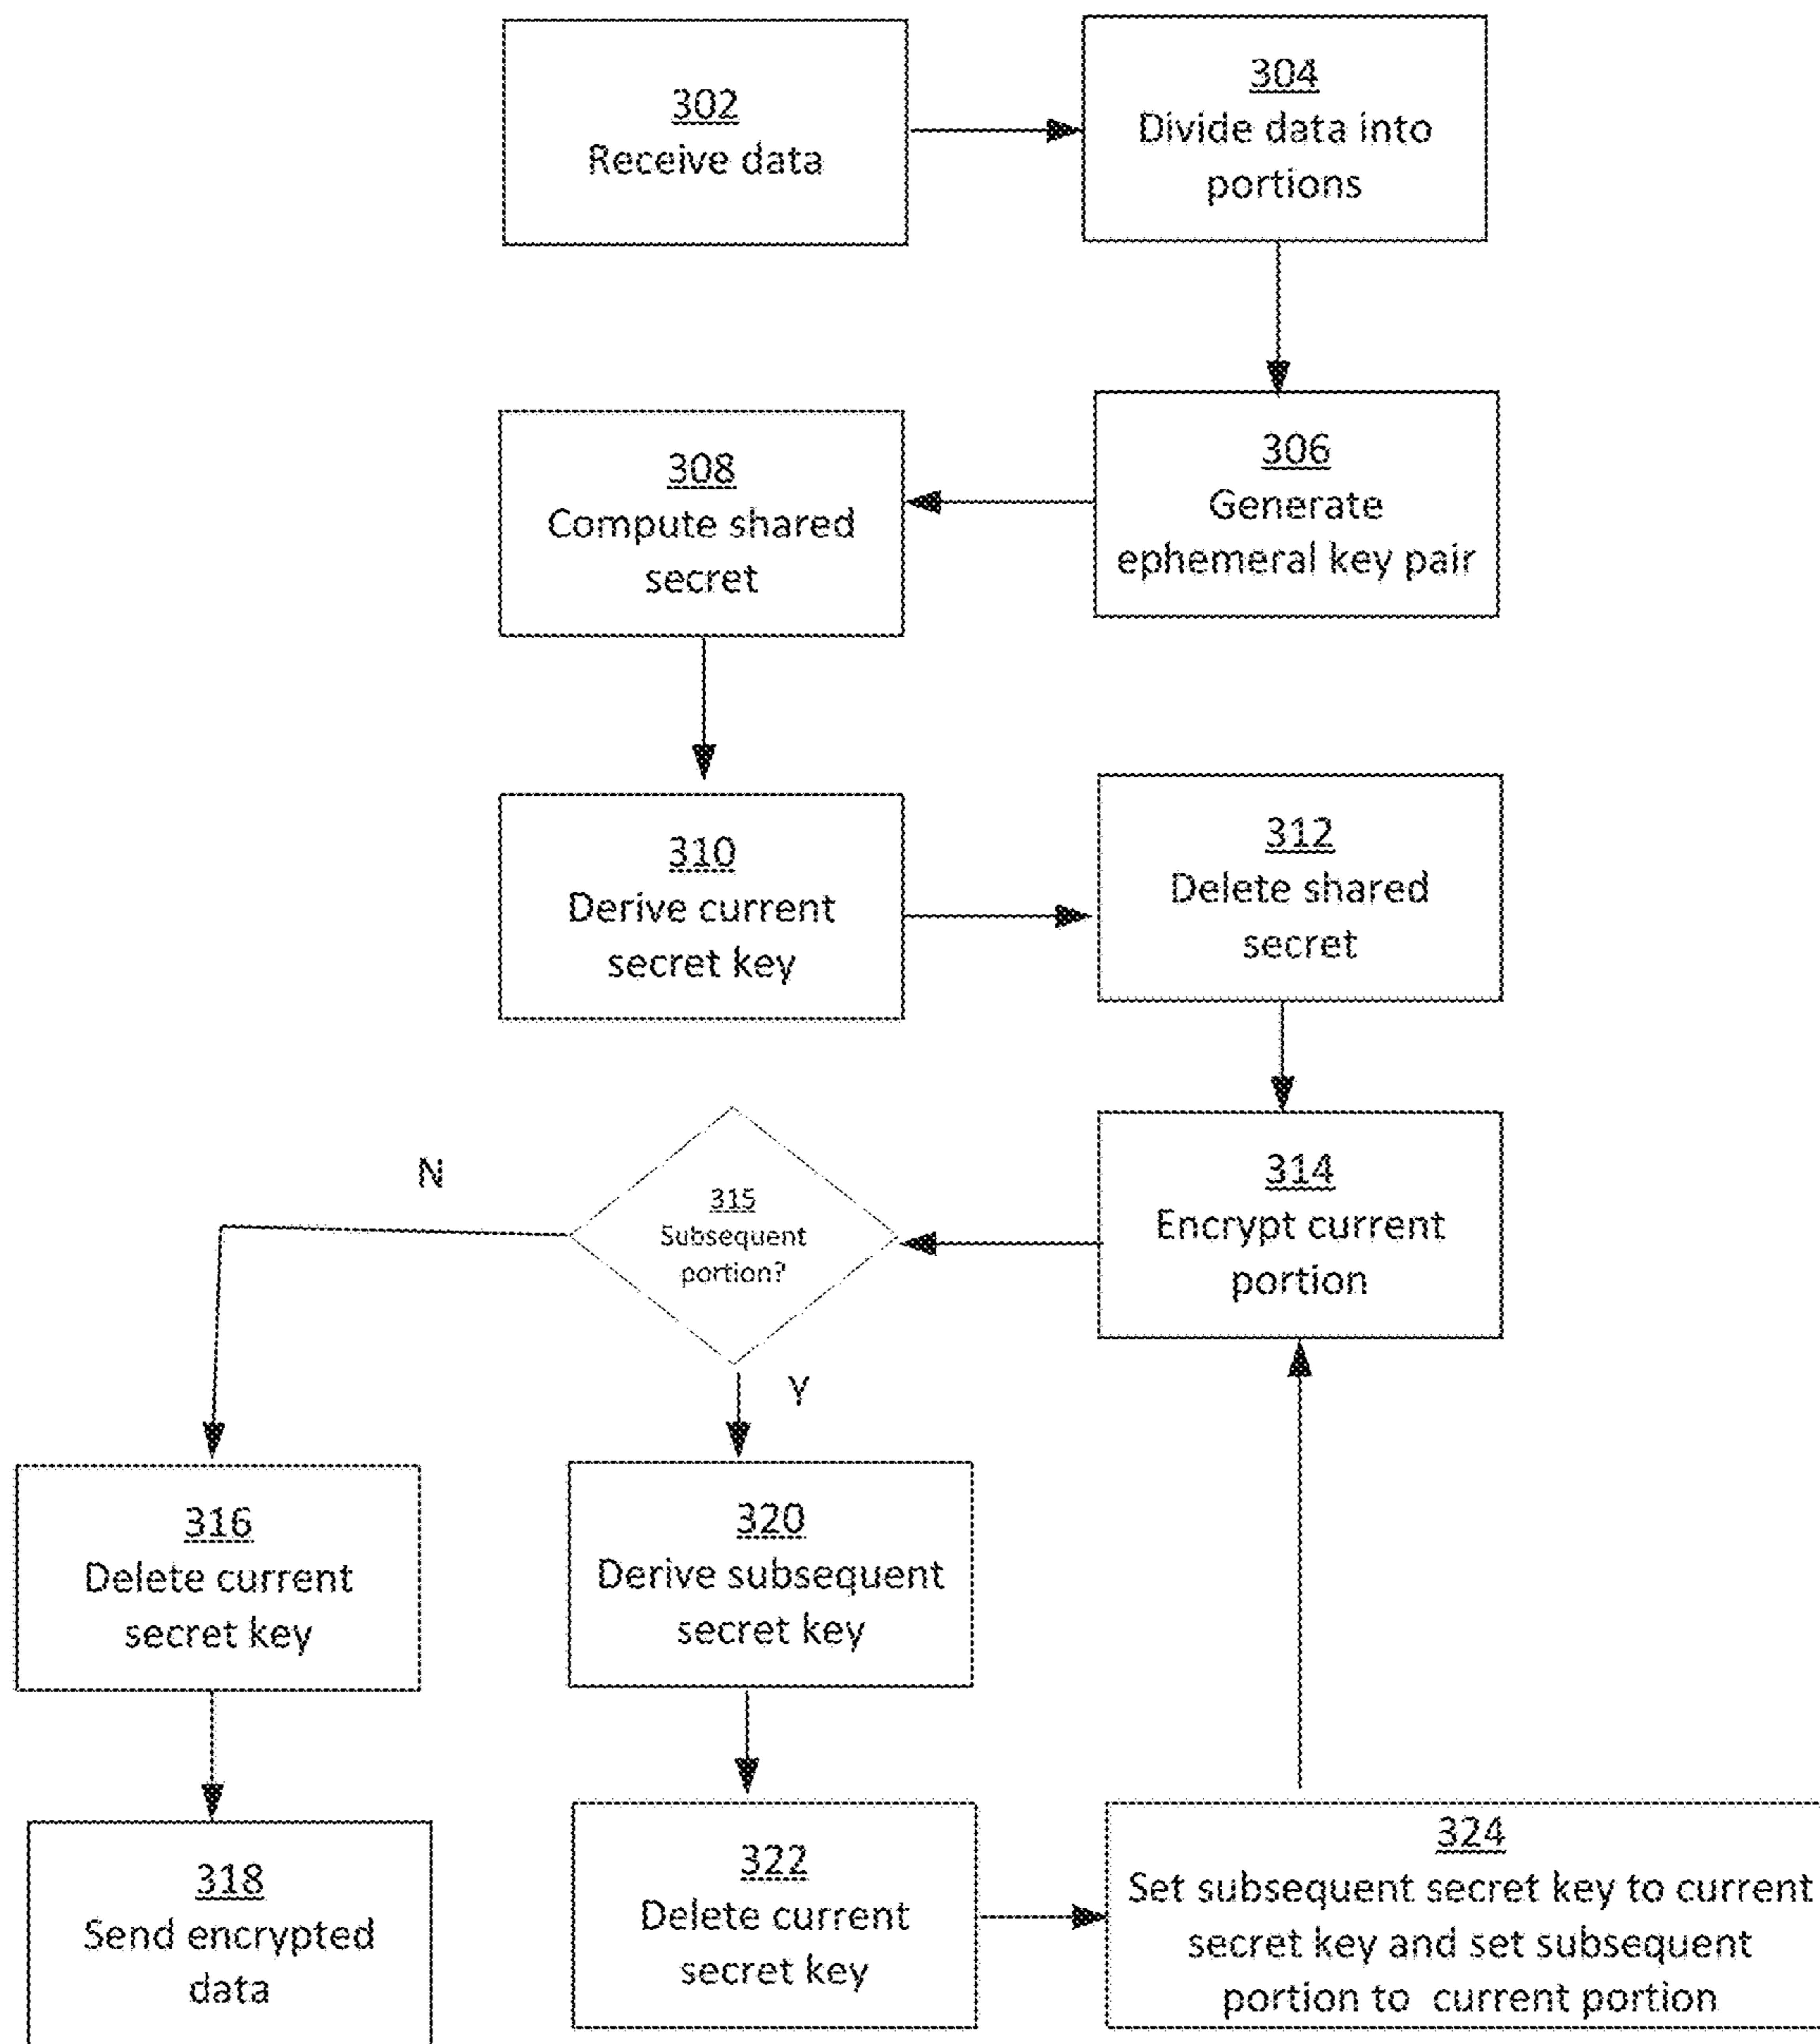 302
Receive data
304
Divide data into
portions
306
Generate
ephemeral key pair
308
Compute shared
secret
310
Derive current
secret key
312
Delete shared
secret
314
Encrypt current
portion
315
Subsequent
portion?
N
Y
316
Delete current
secret key
318
Send encrypted
data
320
Derive subsequent
secret key
322
Delete current
secret key
324
Set subsequent secret key to current
secret key and set subsequent
portion to current portion